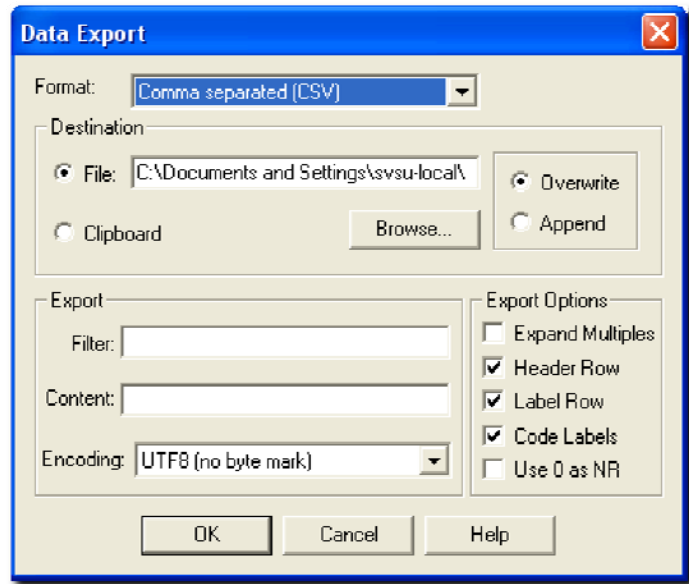 Data Export
Format: Comma separated (CSV)
Destination
File: C:\Documents and Settings\svsu-local\
Overwrite
Clipboard
Browse...
Append
Export
Filter:
Content:
Encoding: UTF8 (no byte mark)
Export Options
Expand Multiples
Header Row
Label Row
Code Labels
Use 0 as NR
OK
Cancel
Help